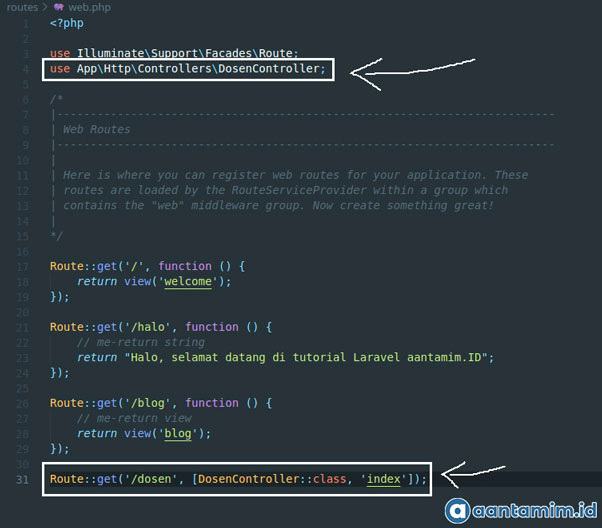 routes > web.php
1 <?php
2
3 use Illuminate\Support\Facades\Route;
4 use App\Http\Controllers\DosenController;
5
6 /*
7 |--------------------------------------------------------------------------
8 | Web Routes
9 |--------------------------------------------------------------------------
10 |
11 | Here is where you can register web routes for your application. These
12 | routes are loaded by the RouteServiceProvider within a group which
13 | contains the "web" middleware group. Now create something great!
14 |
15 */
16
17 Route::get('/', function () {
18     return view('welcome');
19 });
20
21 Route::get('/halo', function () {
22     // me-return string
23     return "Halo, selamat datang di tutorial Laravel aantamim.ID";
24 });
25
26 Route::get('/blog', function () {
27     // me-return view
28     return view('blog');
29 });
30
31 Route::get('/dosen', [DosenController::class, 'index']);
a aantamim.id